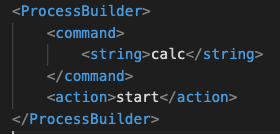 <ProcessBuilder>
    <command>
        <string>calc</string>
    </command>
    <action>start</action>
</ProcessBuilder>